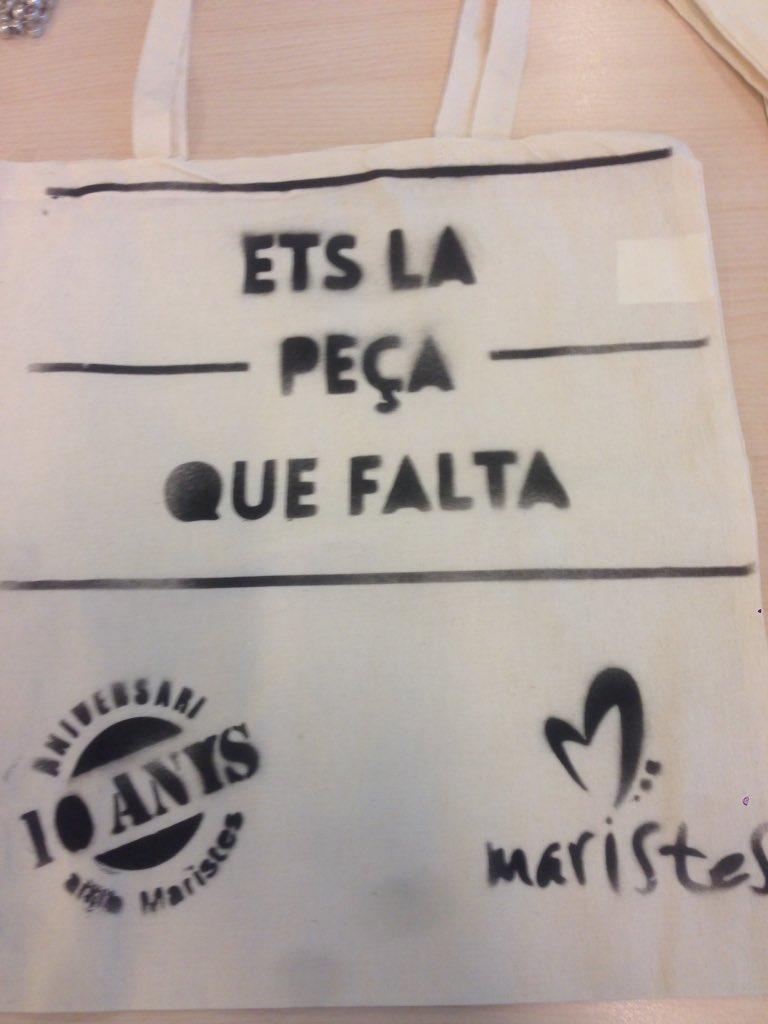 ETS LA
PEÇA
QUE FALTA
ANIVERSARI
10 ANYS
Maristes
maristes